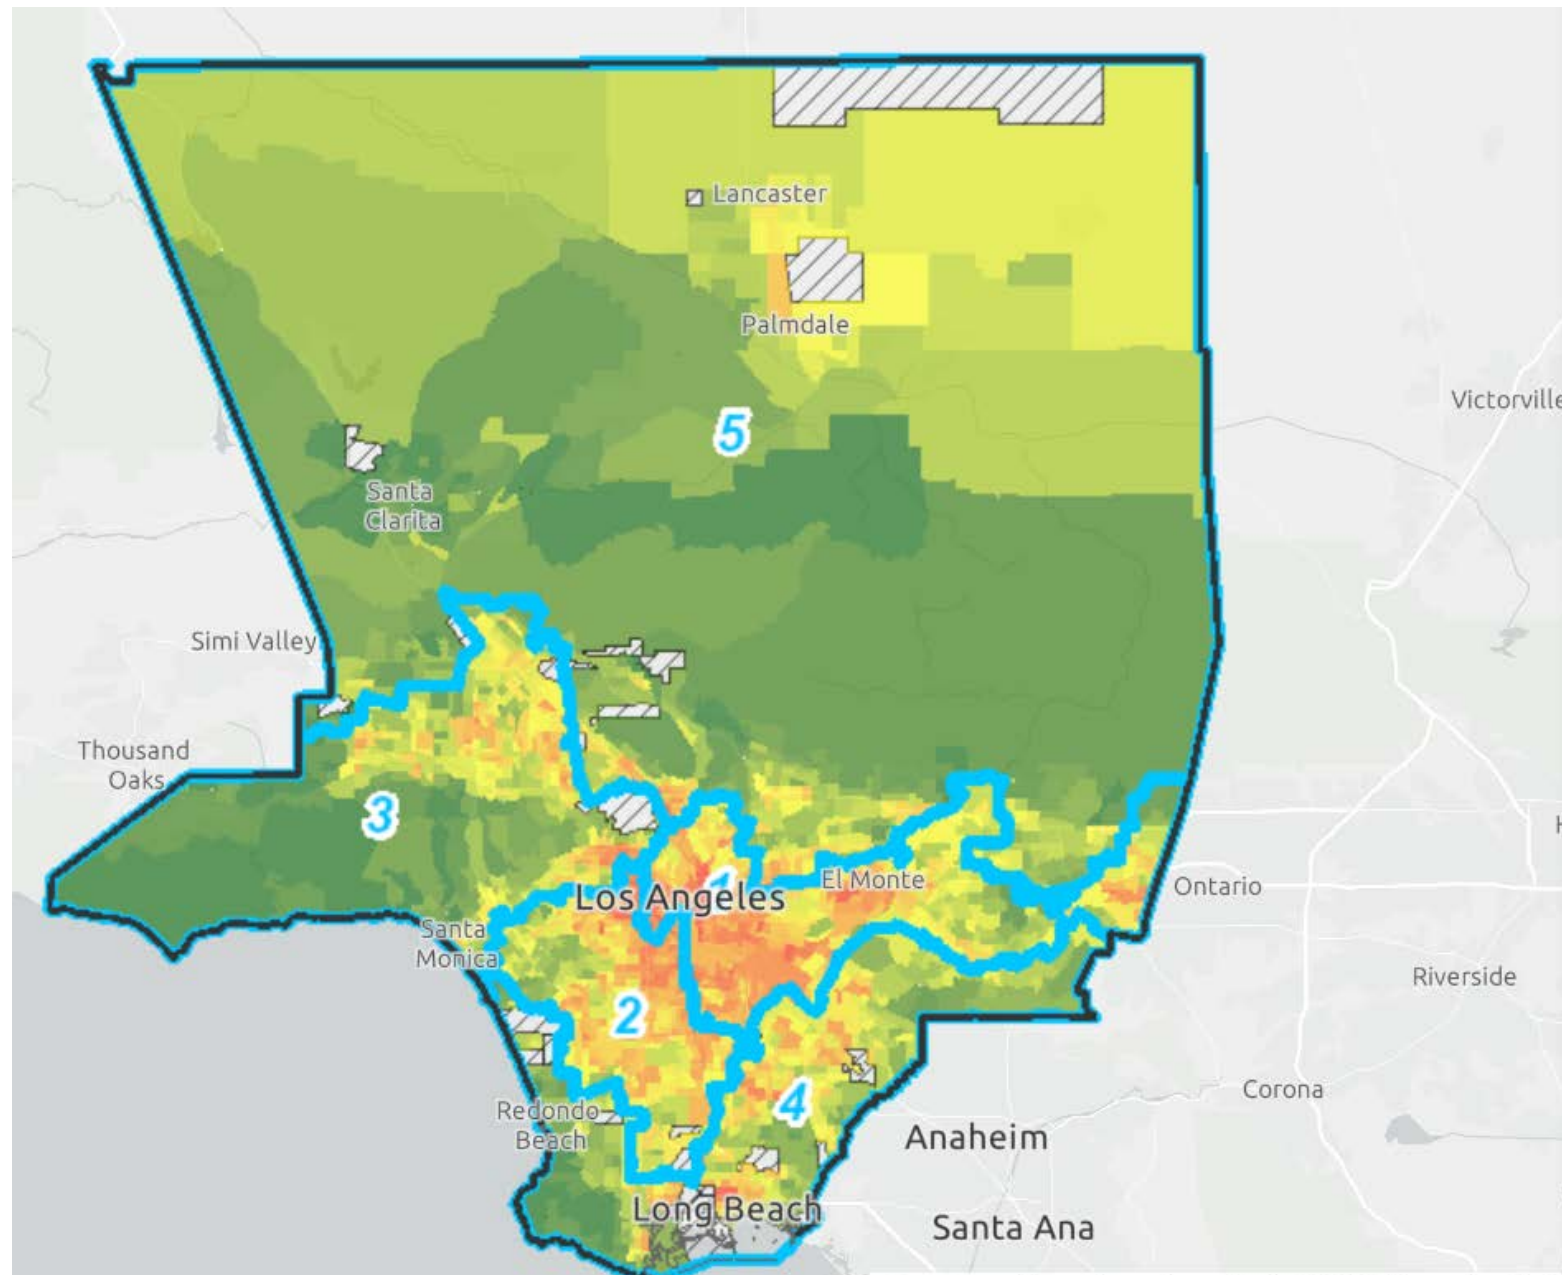 Lancaster
Palmdale
Victorville
5
Santa
Clarita
Simi Valley
Thousand
Oaks
3
El Monte
1
Los Angeles
Ontario
Santa
Monica
Riverside
2
Corona
4
Redondo
Beach
Anaheim
Long Beach
Santa Ana